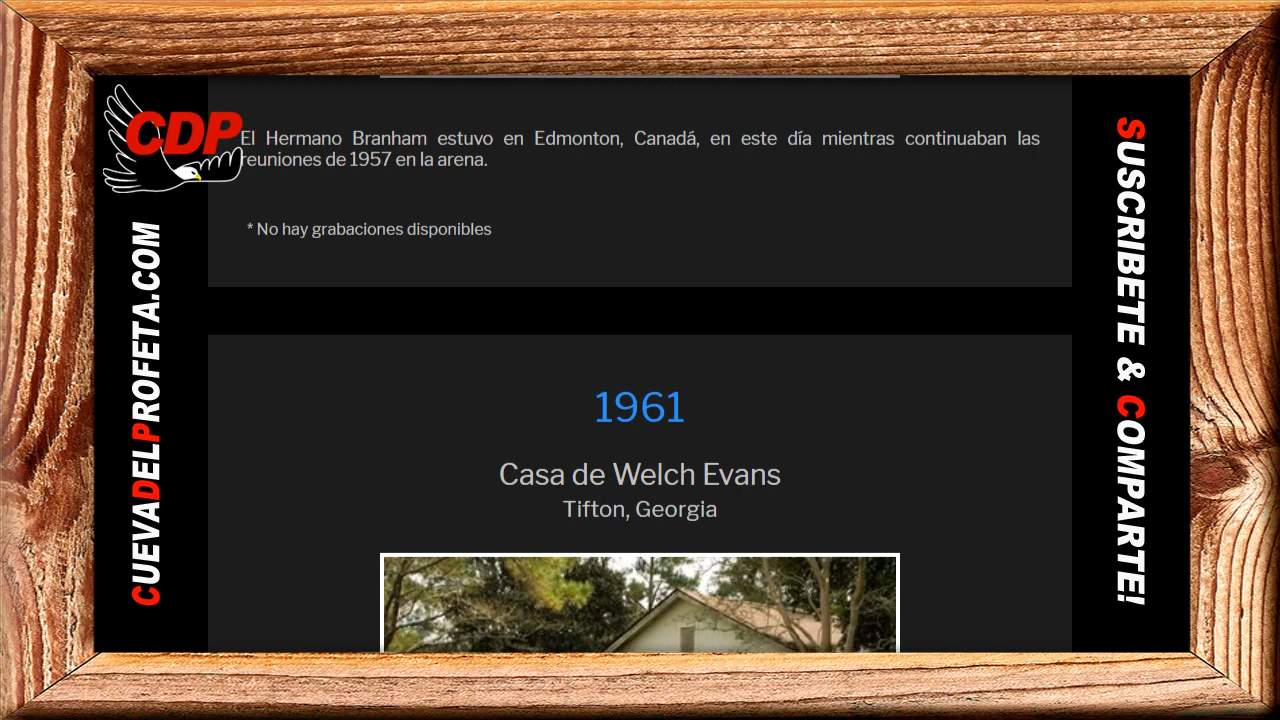 CDP
El Hermano Branham estuvo en Edmonton, Canadá, en este día mientras continuaban las
reuniones de 1957 en la arena.
* No hay grabaciones disponibles
1961
Casa de Welch Evans
Tifton, Georgia
CUEVADELPROFETA.COM
SUSCRIBETE & COMPARTE!